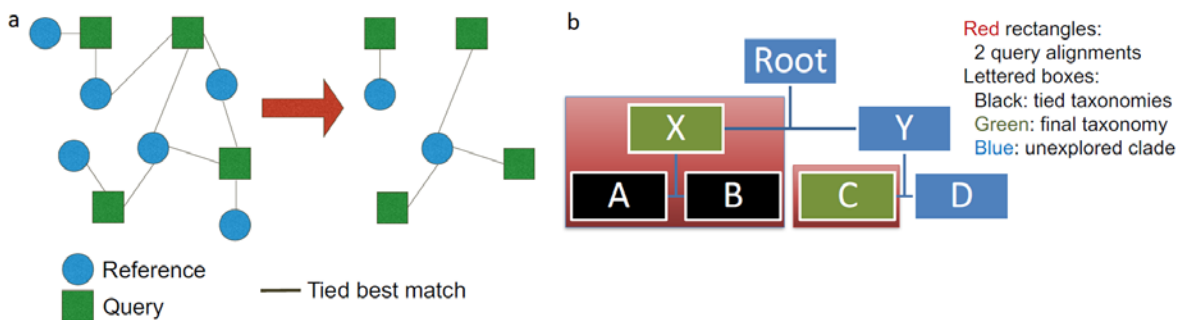 a
Reference
Query
Tied best match
b
Root
X
Y
A
B
C
D
Red rectangles:
2 query alignments
Lettered boxes:
Black: tied taxonomies
Green: final taxonomy
Blue: unexplored clade